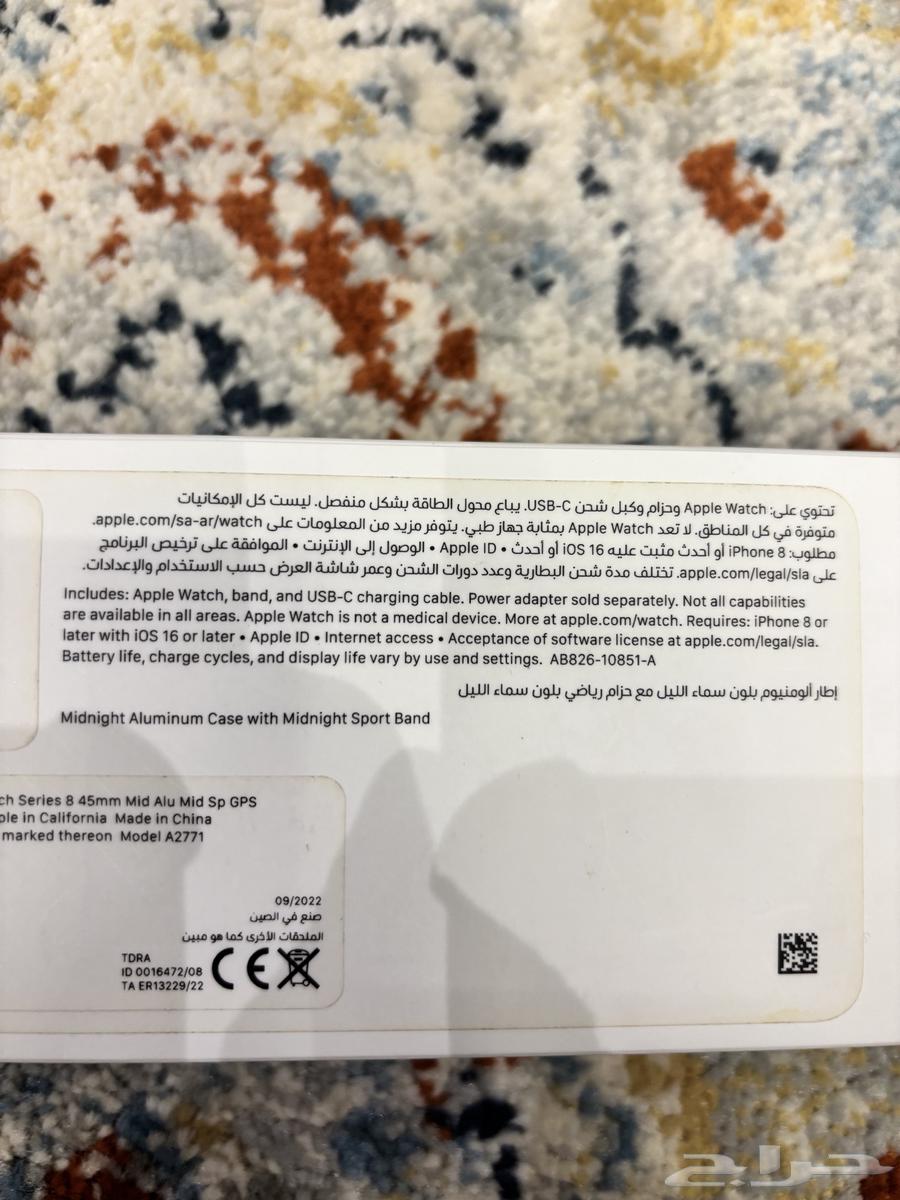 تحتوي على: Apple Watch وحزام وكبل شحن USB-C. يباع محول الطاقة بشكل منفصل. ليست كل الإمكانيات
متوفرة في كل المناطق. لا تعد Apple Watch بمثابة جهاز طبي. يتوفر مزيد من المعلومات على apple.com/sa-ar/watch.
مطلوب: iPhone 8 أو أحدث مثبت عليه iOS 16 أو أحدث • Apple ID • الوصول إلى الإنترنت • الموافقة على ترخيص البرنامج
على apple.com/legal/sla. تختلف مدة شحن البطارية وعدد دورات الشحن وعمر شاشة العرض حسب الاستخدام والإعدادات.
Includes: Apple Watch, band, and USB-C charging cable. Power adapter sold separately. Not all capabilities
are available in all areas. Apple Watch is not a medical device. More at apple.com/watch. Requires: iPhone 8 or
later with iOS 16 or later • Apple ID • Internet access • Acceptance of software license at apple.com/legal/sla.
Battery life, charge cycles, and display life vary by use and settings. AB826-10851-A
إطار ألومنيوم بلون سماء الليل مع حزام رياضي بلون سماء الليل
Midnight Aluminum Case with Midnight Sport Band
ch Series 8 45mm Mid Alu Mid Sp GPS
ple in California Made in China
marked thereon Model A2771
09/2022
صنع في الصين
الملحقات الأخرى كما هو مبين
TDRA
ID 0016472/08
TA ER13229/22
CE
حراج